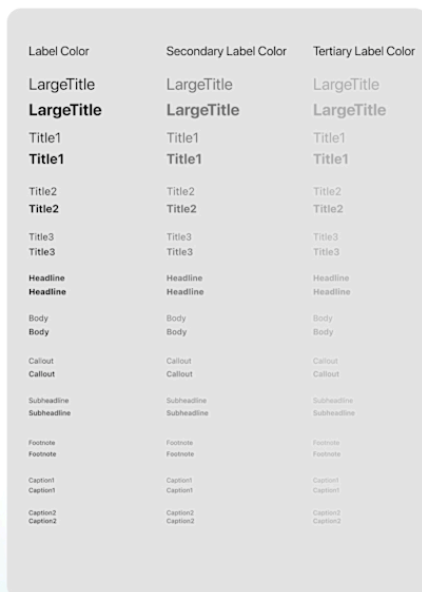 Label Color Secondary Label Color Tertiary Label Color
LargeTitle LargeTitle LargeTitle
LargeTitle LargeTitle LargeTitle
Title1 Title1 Title1
Title1 Title1 Title1
Title2 Title2 Title2
Title2 Title2 Title2
Title3 Title3 Title3
Title3 Title3 Title3
Headline Headline Headline
Headline Headline Headline
Body Body Body
Body Body Body
Callout Callout Callout
Callout Callout Callout
Subheadline Subheadline Subheadline
Subheadline Subheadline Subheadline
Footnote Footnote Footnote
Footnote Footnote Footnote
Caption1 Caption1 Caption1
Caption1 Caption1 Caption1
Caption2 Caption2 Caption2
Caption2 Caption2 Caption2